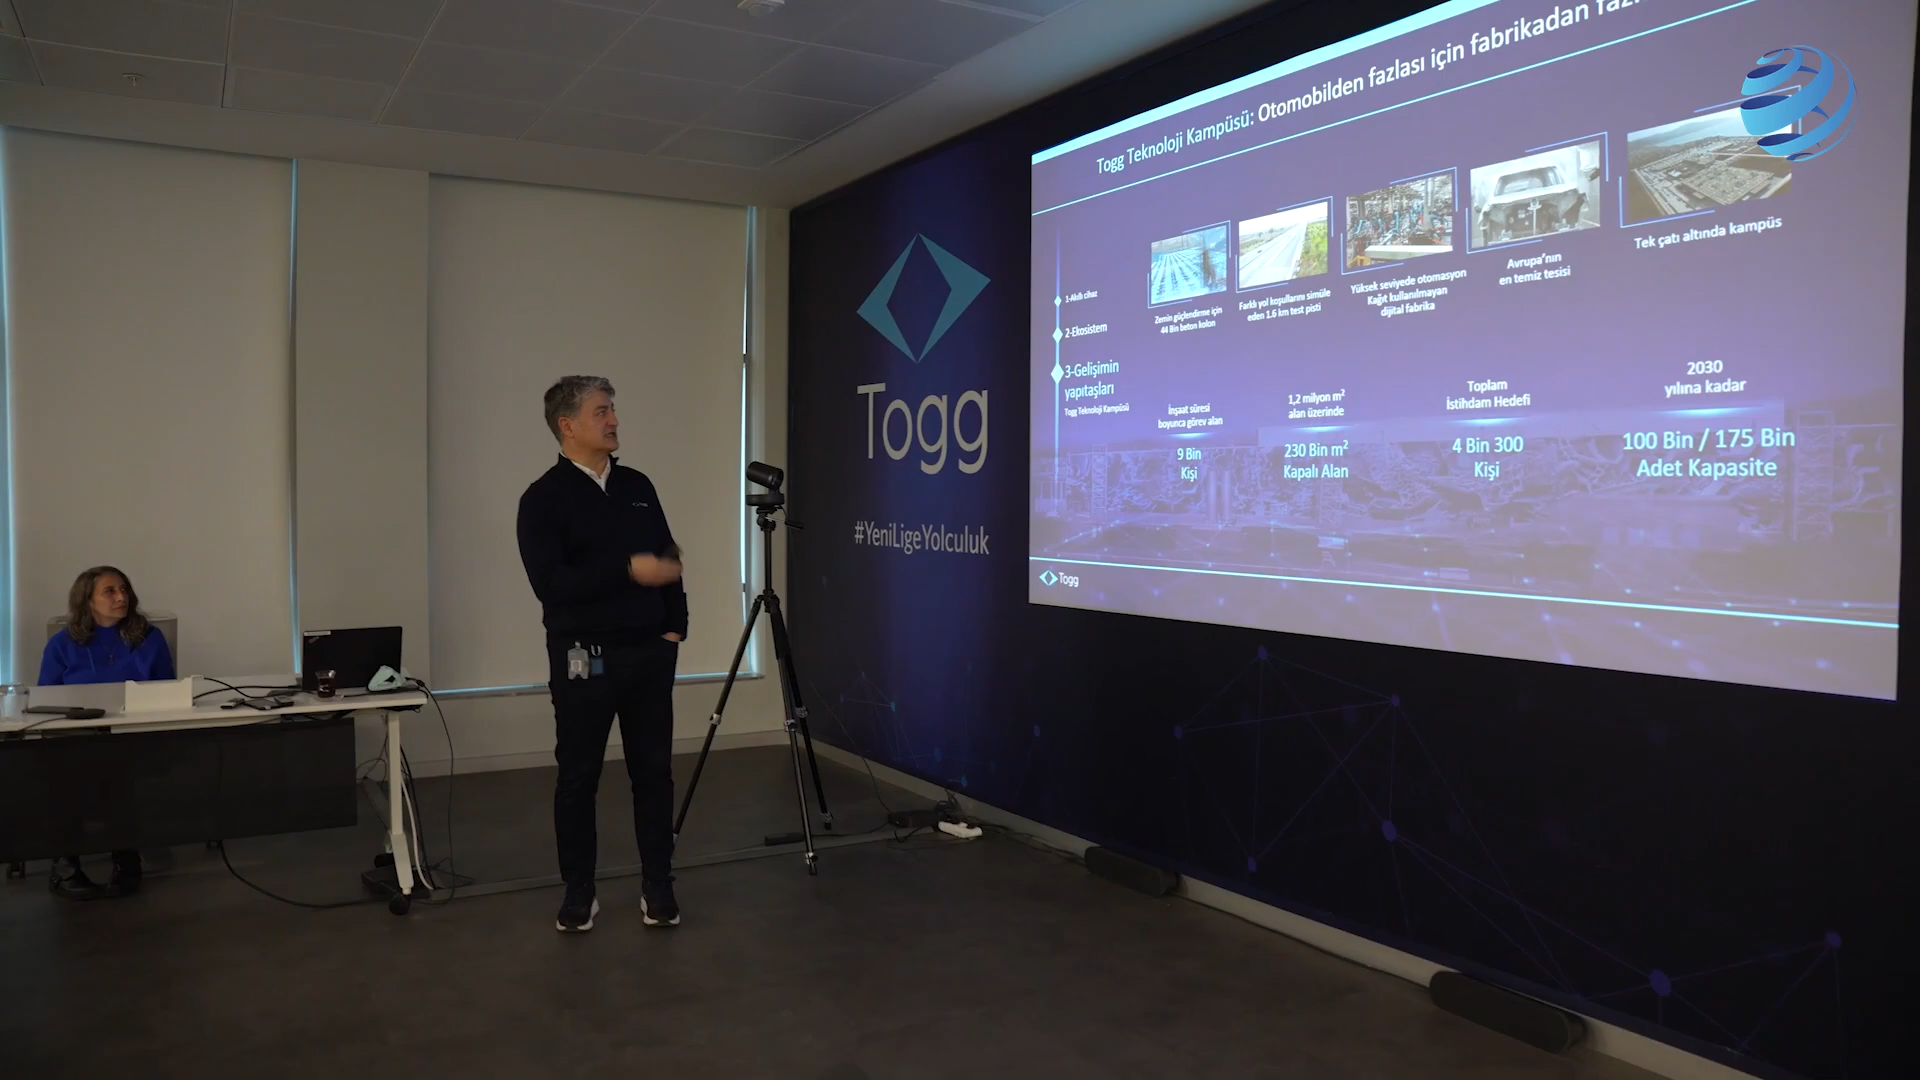 Togg
#YeniLigeYolculuk
Togg Teknoloji Kampüsü: Otomobilden fazlası için fabrikadan
1-Akıllı cihaz
2-Ekosistem
3-Gelişimin
yapıtaşları
Togg Teknoloji Kampüsü
Zemin güçlendirme için
44 Bin beton kolon
Farklı yol koşullarını simüle
eden 1.6 km test pisti
Yüksek seviyede otomasyon
Kağıt kullanılmayan
dijital fabrika
Avrupa'nın
en temiz tesisi
Tek çatı altında kampüs
İnşaat süresi
boyunca görev alan
9 Bin
Kişi
1,2 milyon m²
alan üzerinde
230 Bin m²
Kapalı Alan
Toplam
İstihdam Hedefi
4 Bin 300
Kişi
2030
yılına kadar
100 Bin / 175 Bin
Adet Kapasite
Togg